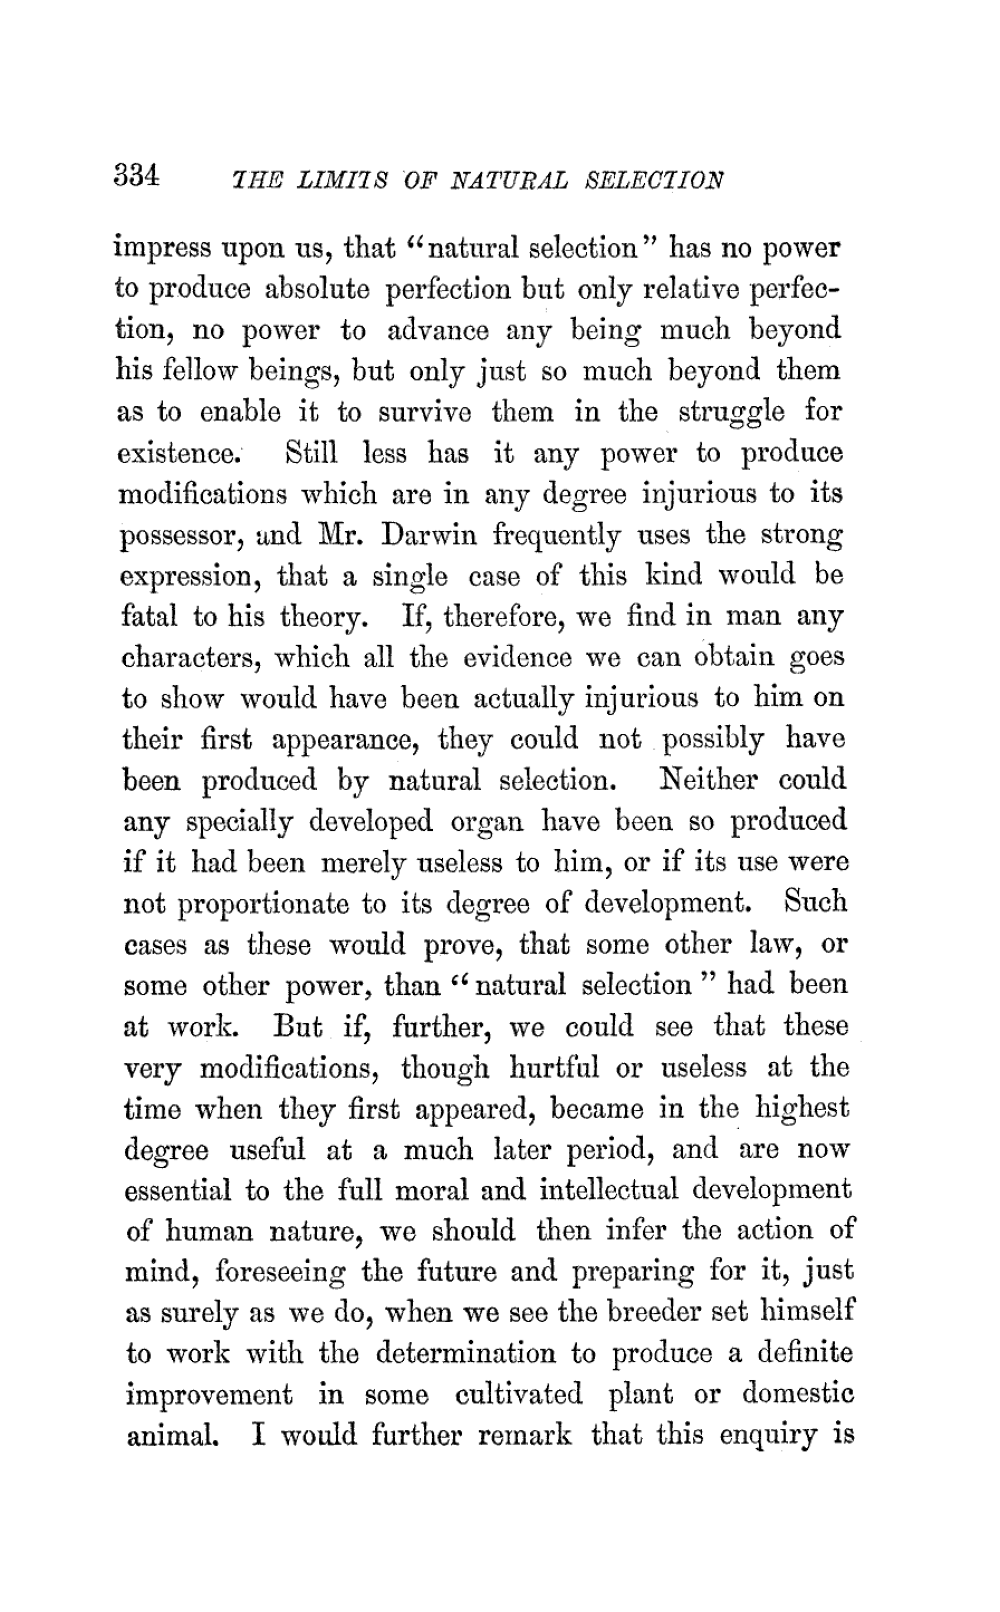 334 THE LIMITS OF NATURAL SELECTION
impress upon us, that “natural selection” has no power
to produce absolute perfection but only relative perfec-
tion, no power to advance any being much beyond
his fellow beings, but only just so much beyond them
as to enable it to survive them in the struggle for
existence. Still less has it any power to produce
modifications which are in any degree injurious to its
possessor, and Mr. Darwin frequently uses the strong
expression, that a single case of this kind would be
fatal to his theory. If, therefore, we find in man any
characters, which all the evidence we can obtain goes
to show would have been actually injurious to him on
their first appearance, they could not possibly have
been produced by natural selection. Neither could
any specially developed organ have been so produced
if it had been merely useless to him, or if its use were
not proportionate to its degree of development. Such
cases as these would prove, that some other law, or
some other power, than “natural selection” had been
at work. But if, further, we could see that these
very modifications, though hurtful or useless at the
time when they first appeared, became in the highest
degree useful at a much later period, and are now
essential to the full moral and intellectual development
of human nature, we should then infer the action of
mind, foreseeing the future and preparing for it, just
as surely as we do, when we see the breeder set himself
to work with the determination to produce a definite
improvement in some cultivated plant or domestic
animal. I would further remark that this enquiry is